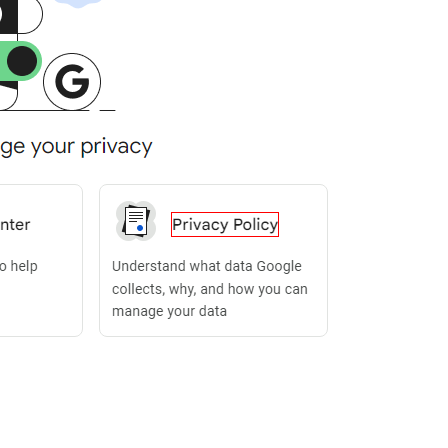 ge your privacy
nter
o help
Privacy Policy
Understand what data Google
collects, why, and how you can
manage your data